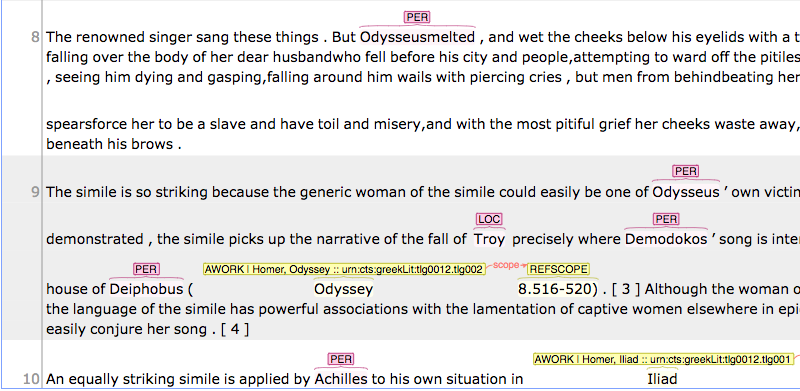 PER
8 The renowned singer sang these things . But Odysseusmelted , and wet the cheeks below his eyelids with a t
falling over the body of her dear husbandwho fell before his city and people,attempting to ward off the pitiles
, seeing him dying and gasping,falling around him wails with piercing cries , but men from behindbeating her
spearsforce her to be a slave and have toil and misery,and with the most pitiful grief her cheeks waste away,
beneath his brows .
PER
9 The simile is so striking because the generic woman of the simile could easily be one of Odysseus ’ own victin
LOC PER
demonstrated , the simile picks up the narrative of the fall of Troy precisely where Demodokos ’ song is inter
PER AWORK | Homer, Odyssey :: urn:cts:greekLit:tlg0012.tlg002 scope REFSCOPE
house of Deiphobus ( Odyssey 8.516-520) . [ 3 ] Although the woman o
the language of the simile has powerful associations with the lamentation of captive women elsewhere in epi
easily conjure her song . [ 4 ]
PER AWORK | Homer, Iliad :: urn:cts:greekLit:tlg0012.tlg001
10 An equally striking simile is applied by Achilles to his own situation in Iliad